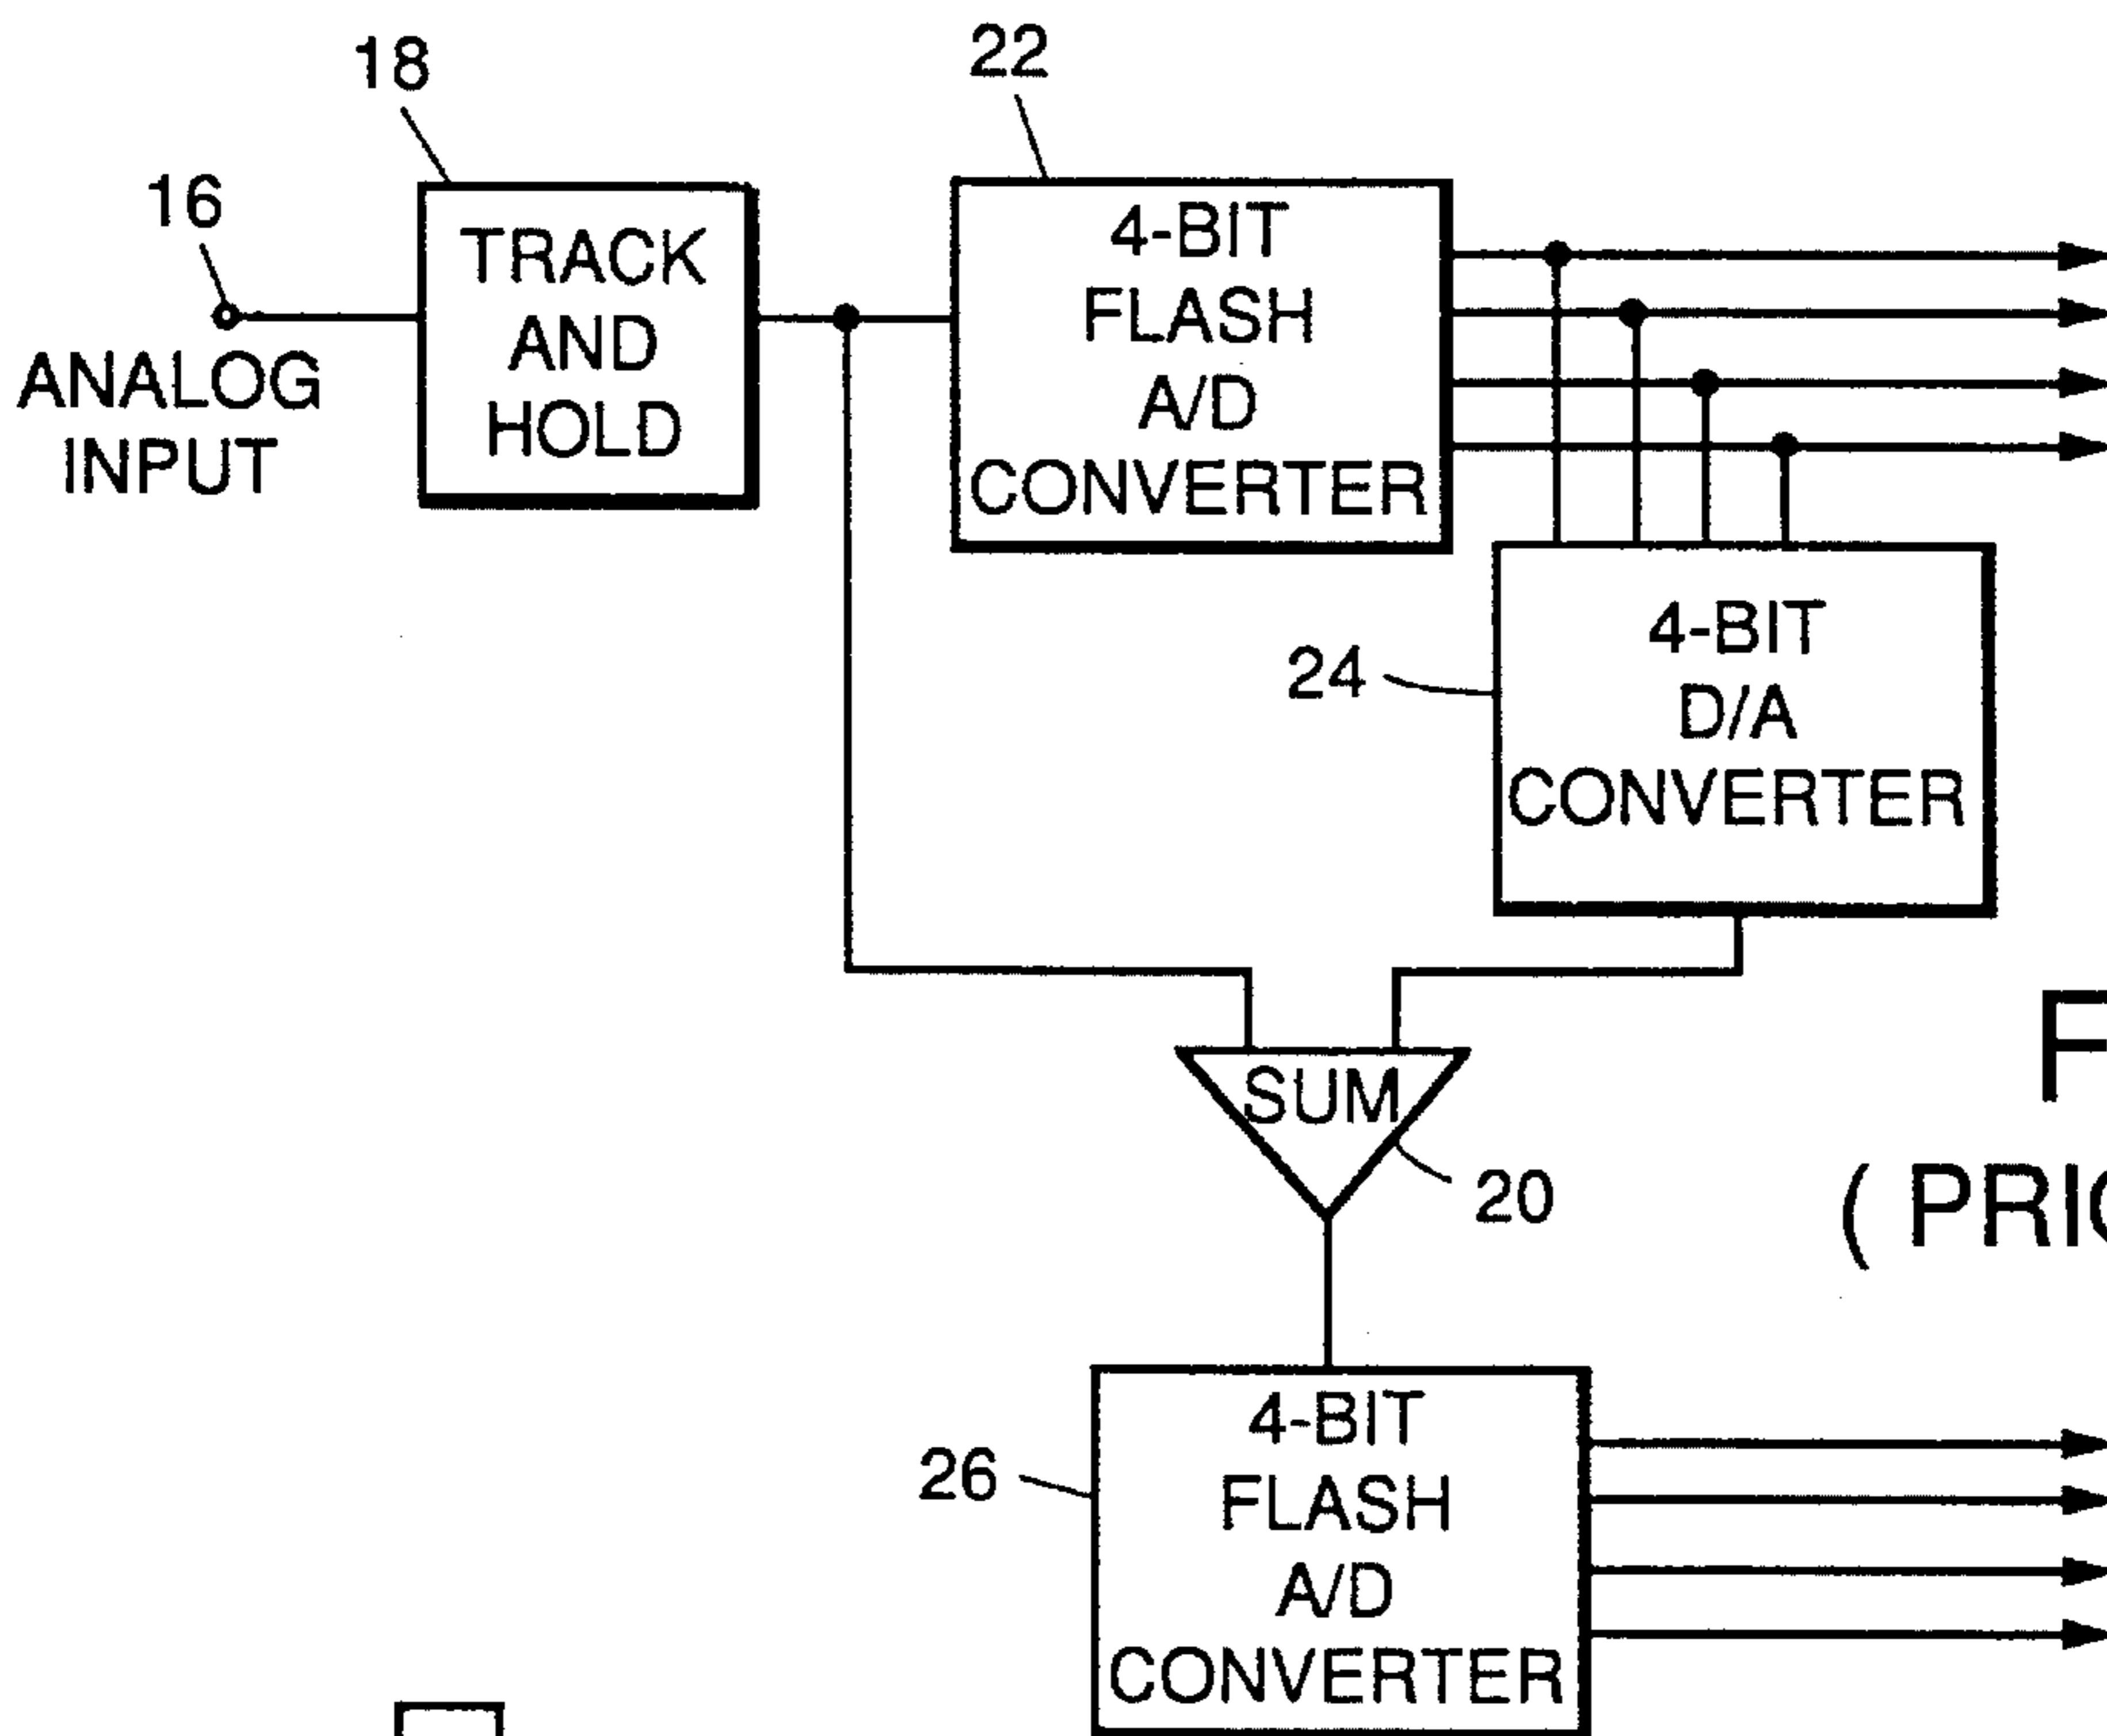 18
22
16
TRACK
AND
HOLD
ANALOG
INPUT
4-BIT
FLASH
A/D
CONVERTER
24
4-BIT
D/A
CONVERTER
SUM
20
F
( PRIO
26
4-BIT
FLASH
A/D
CONVERTER